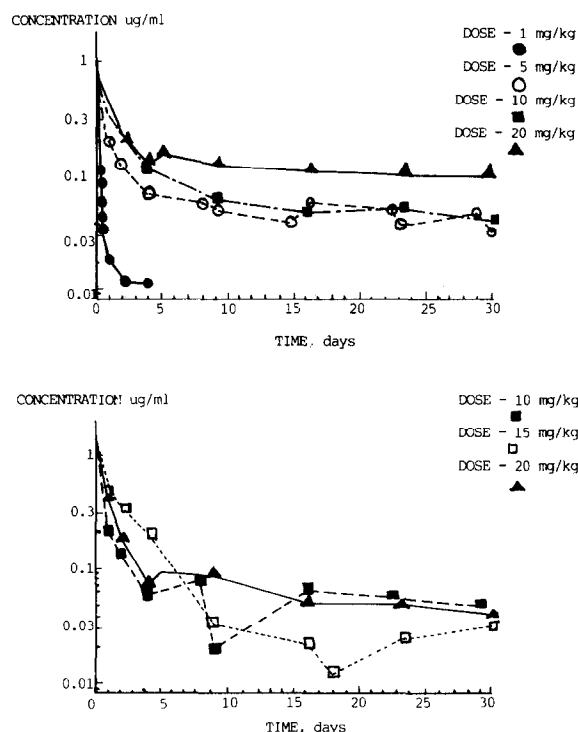 CONCENTRATION ug/ml
DOSE - 1 mg/kg
DOSE - 5 mg/kg
DOSE - 10 mg/kg
DOSE - 20 mg/kg
1
0.3
0.1
0.03
0.01
0 5 10 15 20 25 30
TIME, days
CONCENTRATION ug/ml
DOSE - 10 mg/kg
DOSE - 15 mg/kg
DOSE - 20 mg/kg
1
0.3
0.1
0.03
0.01
0 5 10 15 20 25 30
TIME, days